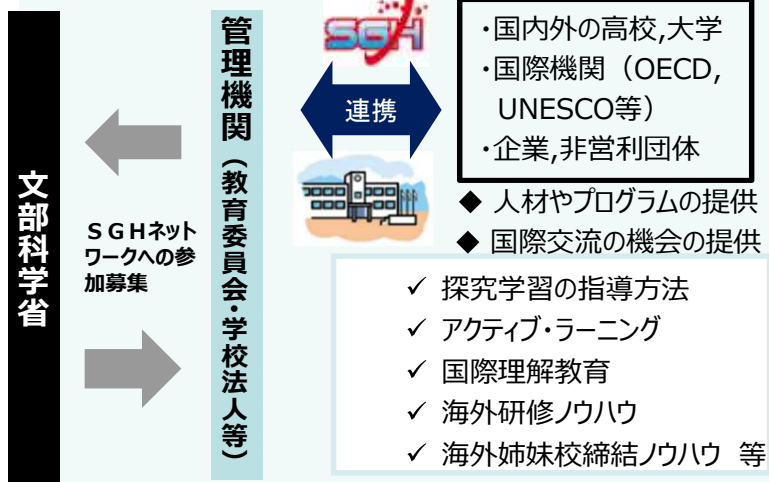 文部科学省
SGHネット
ワークへの参
加募集
管理機関（教育委員会・学校法人等）
SGH
連携
・国内外の高校,大学
・国際機関（OECD,
UNESCO等）
・企業,非営利団体
◆ 人材やプログラムの提供
◆ 国際交流の機会の提供
✓ 探究学習の指導方法
✓ アクティブ・ラーニング
✓ 国際理解教育
✓ 海外研修ノウハウ
✓ 海外姉妹校締結ノウハウ 等